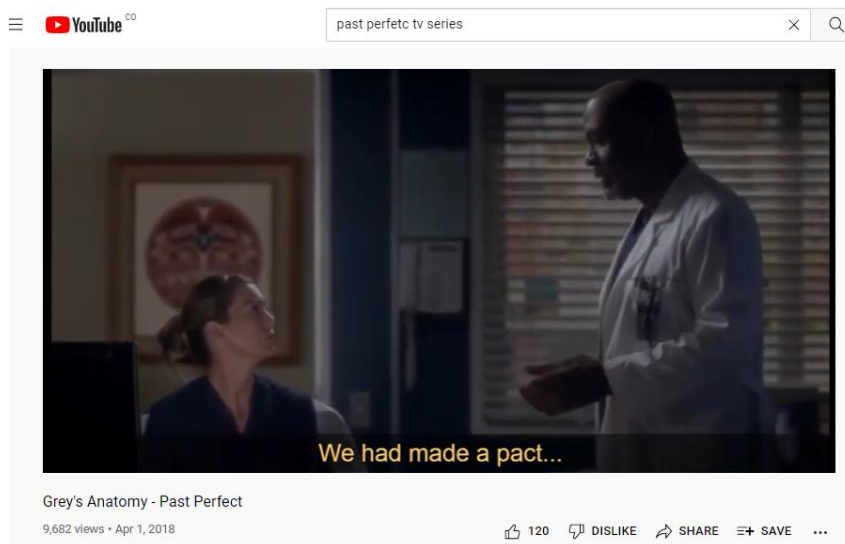 YouTube CO
past perfetc tv series
We had made a pact...
Grey's Anatomy - Past Perfect
9,682 views • Apr 1, 2018
120 DISLIKE SHARE SAVE